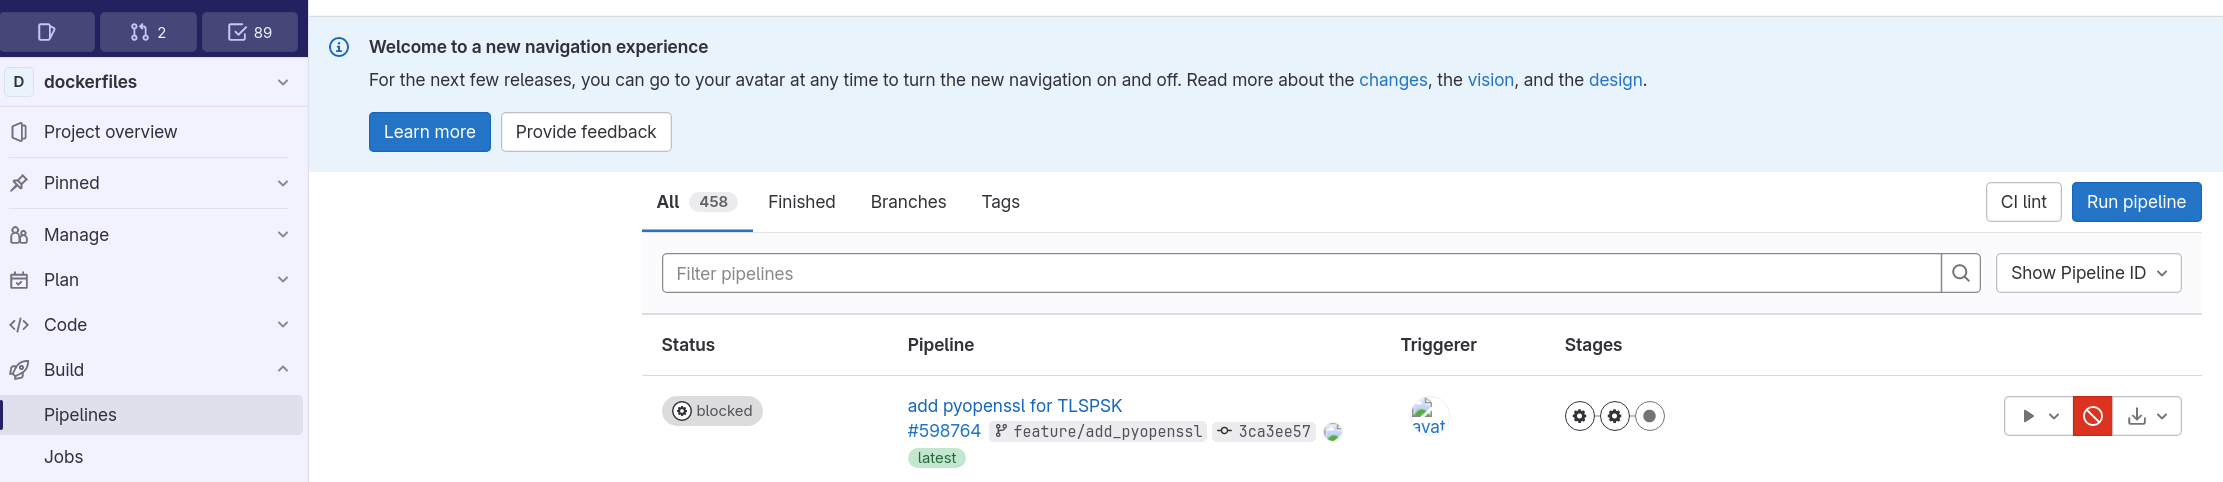 2
89
D dockerfiles
Project overview
Pinned
Manage
Plan
Code
Build
Pipelines
Jobs
Welcome to a new navigation experience
For the next few releases, you can go to your avatar at any time to turn the new navigation on and off. Read more about the changes, the vision, and the design.
Learn more Provide feedback
All 458 Finished Branches Tags CI lint Run pipeline
Filter pipelines Show Pipeline ID
Status Pipeline Triggerer Stages
blocked add pyopenssl for TLSPSK
#598764 feature/add_pyopenssl 3ca3ee57 avat
latest